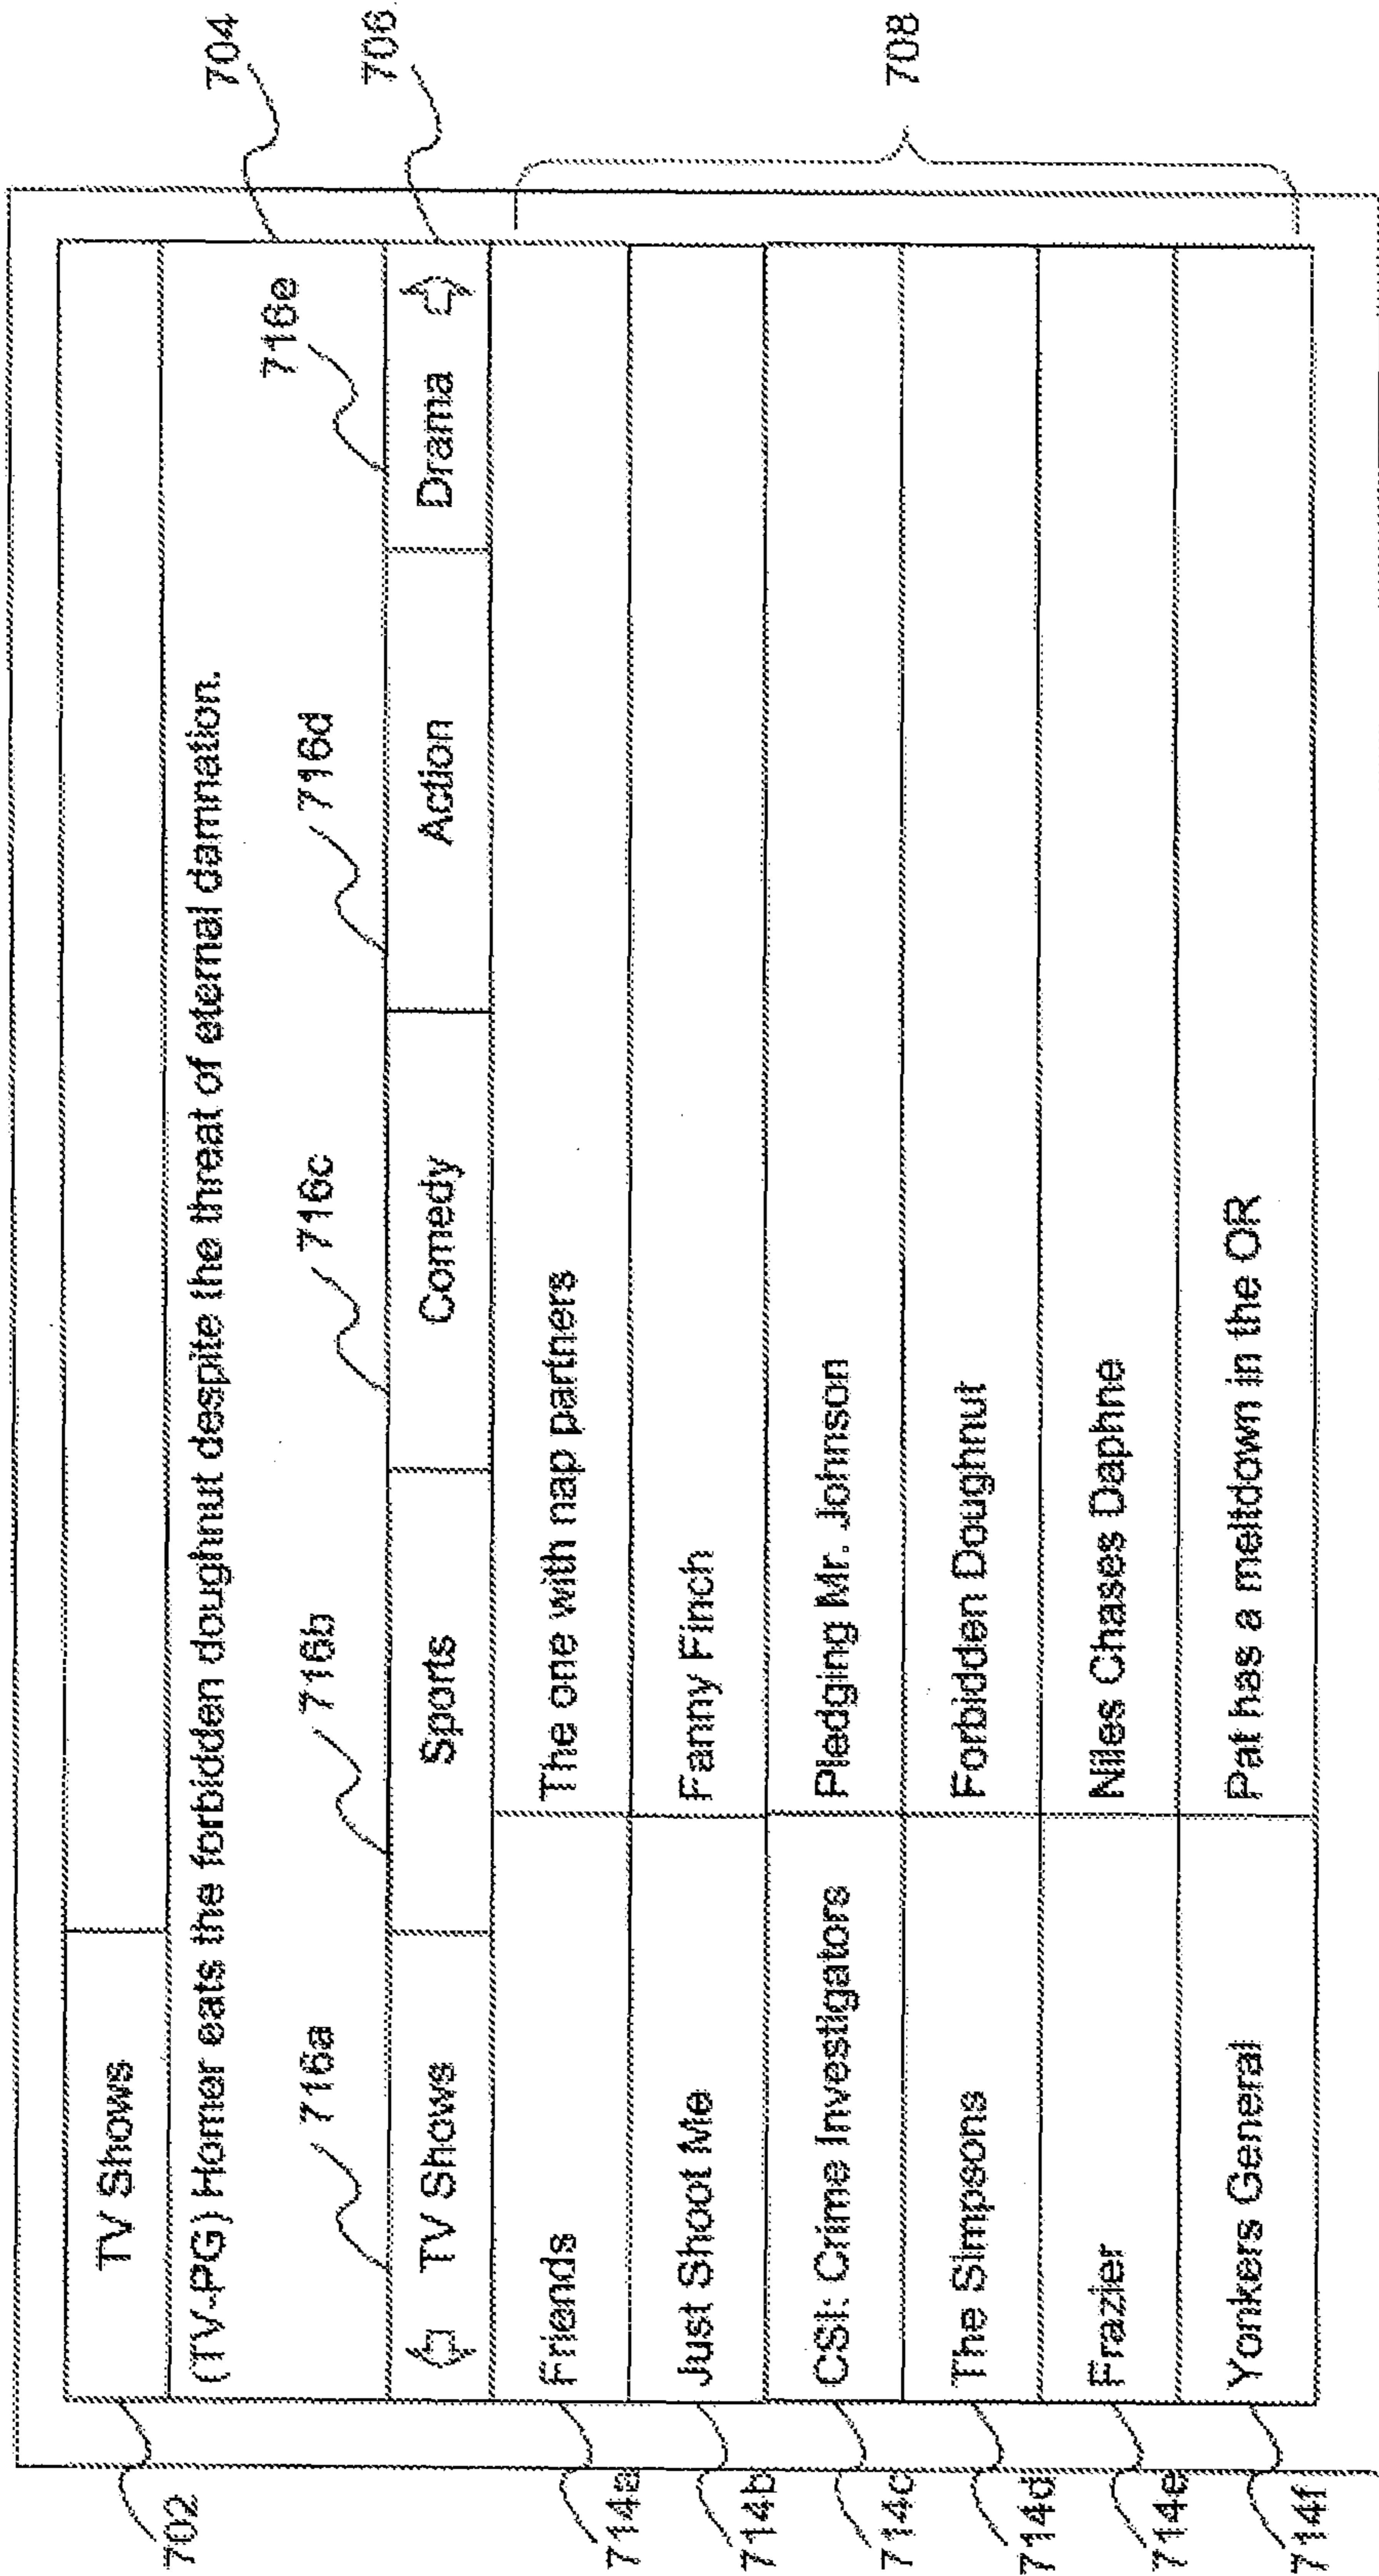 TV Shows
702
(TV-PG) Homer eats the forbidden doughnut despite the threat of eternal damnation.
704
716a 716b 716c 716d 716e
TV Shows Sports Comedy Action Drama
706
Friends The one with nap partners
714a
Just Shoot Me Fanny Finch
714b
CSI: Crime Investigators Pledging Mr. Johnson
714c
The Simpsons Forbidden Doughnut
714d
Frazier Niles Chases Daphne
714e
Yonkers General Pat has a meltdown in the OR
714f
708